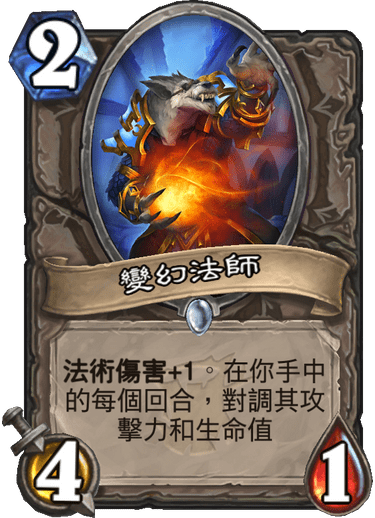 2
變幻法師
法術傷害+1。在你手中
的每個回合，對調其攻
擊力和生命值
4
1